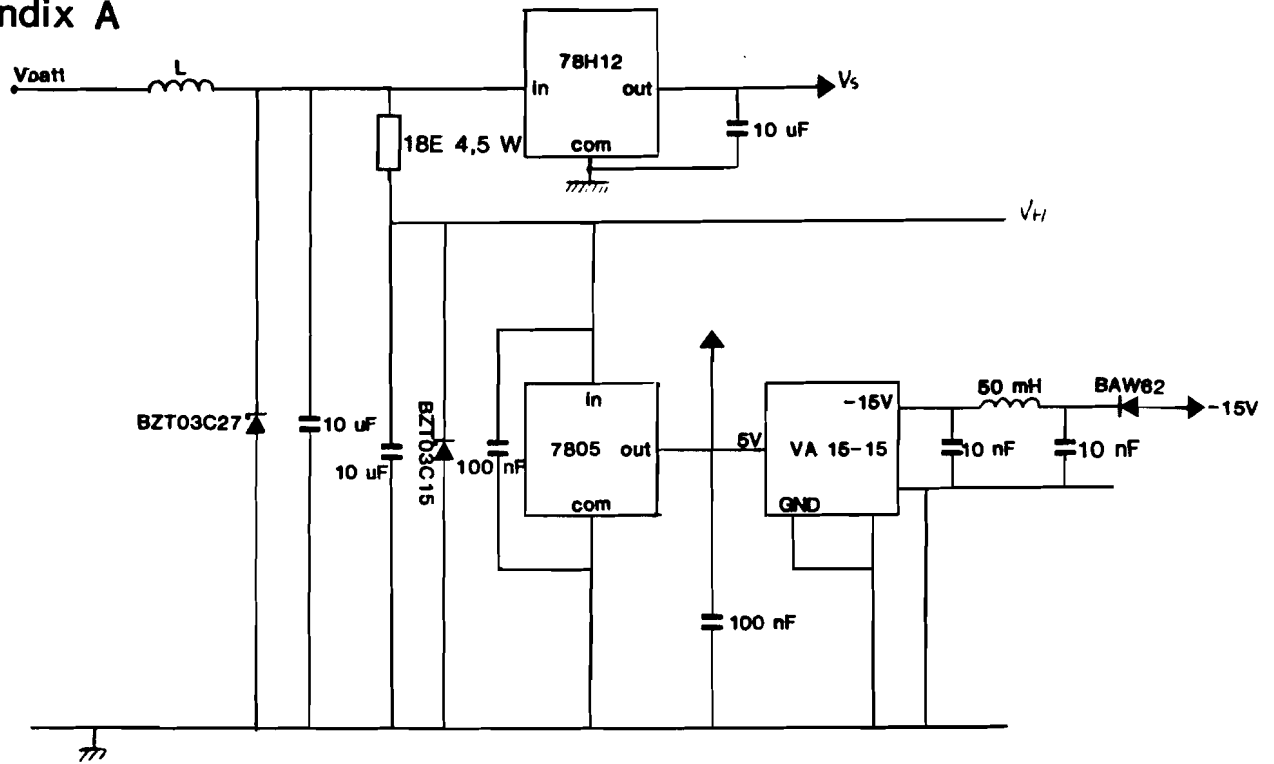 ndix A
Vbatt
L
78H12
in
out
com
Vs
10 uF
18E 4,5 W
VH
BZT03C27
10 uF
10 uF
BZT03C15
100 nF
in
7805
out
com
5V
100 nF
-15V
VA 15-15
GND
50 mH
10 nF
10 nF
BAW62
-15V